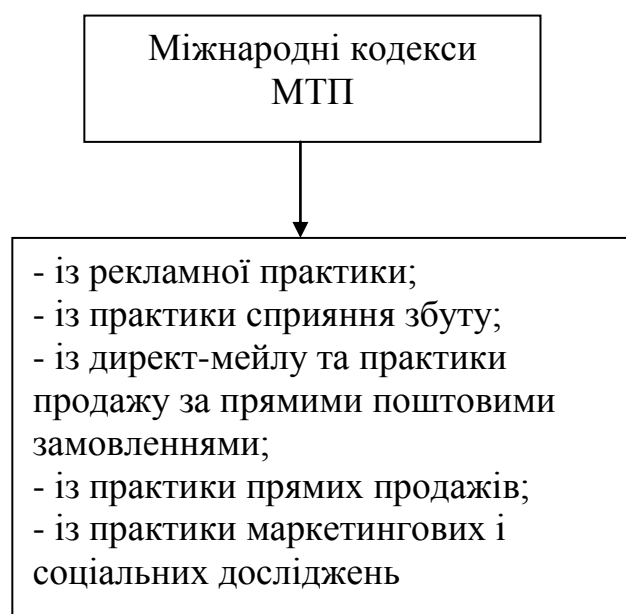 Міжнародні кодекси
МТП
- із рекламної практики;
- із практики сприяння збуту;
- із директ-мейлу та практики
продажу за прямими поштовими
замовленнями;
- із практики прямих продажів;
- із практики маркетингових і
соціальних досліджень